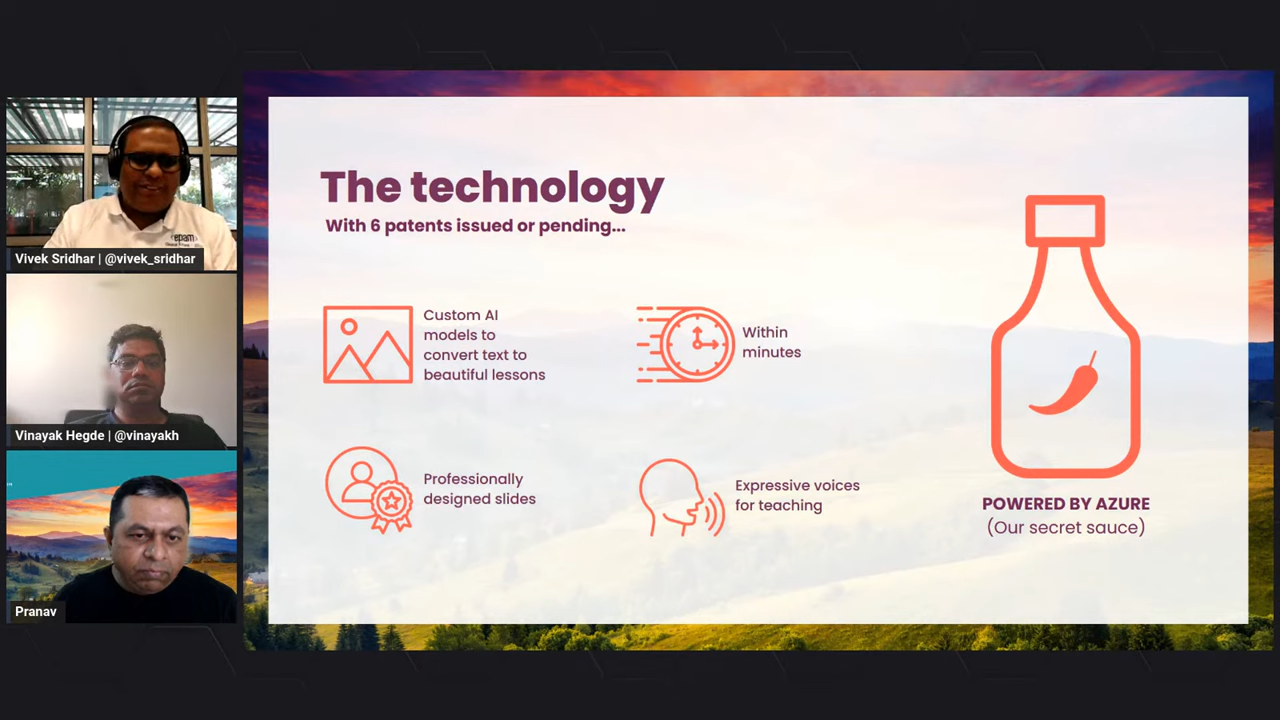 epam
Vivek Sridhar | @vivek_sridhar
Vinayak Hegde | @vinayakh
Pranav
The technology
With 6 patents issued or pending...
Custom AI
models to
convert text to
beautiful lessons
Within
minutes
Professionally
designed slides
Expressive voices
for teaching
POWERED BY AZURE
(Our secret sauce)